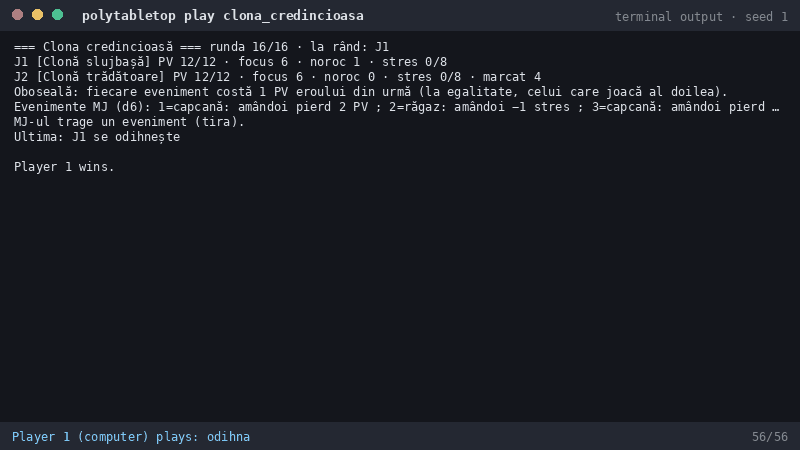 polytabletop play clona_credincioasa
terminal output · seed 1
=== Clona credincioasă === runda 16/16 · la rând: J1
J1 [Clonă slujbașă] PV 12/12 · focus 6 · noroc 1 · stres 0/8
J2 [Clonă trădătoare] PV 12/12 · focus 6 · noroc 0 · stres 0/8 · marcat 4
Oboseală: fiecare eveniment costă 1 PV eroului din urmă (la egalitate, celui care joacă al doilea).
Evenimente MJ (d6): 1=capcană: amândoi pierd 2 PV ; 2=răgaz: amândoi −1 stres ; 3=capcană: amândoi pierd …
MJ-ul trage un eveniment (tira).
Ultima: J1 se odihnește
Player 1 wins.
Player 1 (computer) plays: odihna
56/56